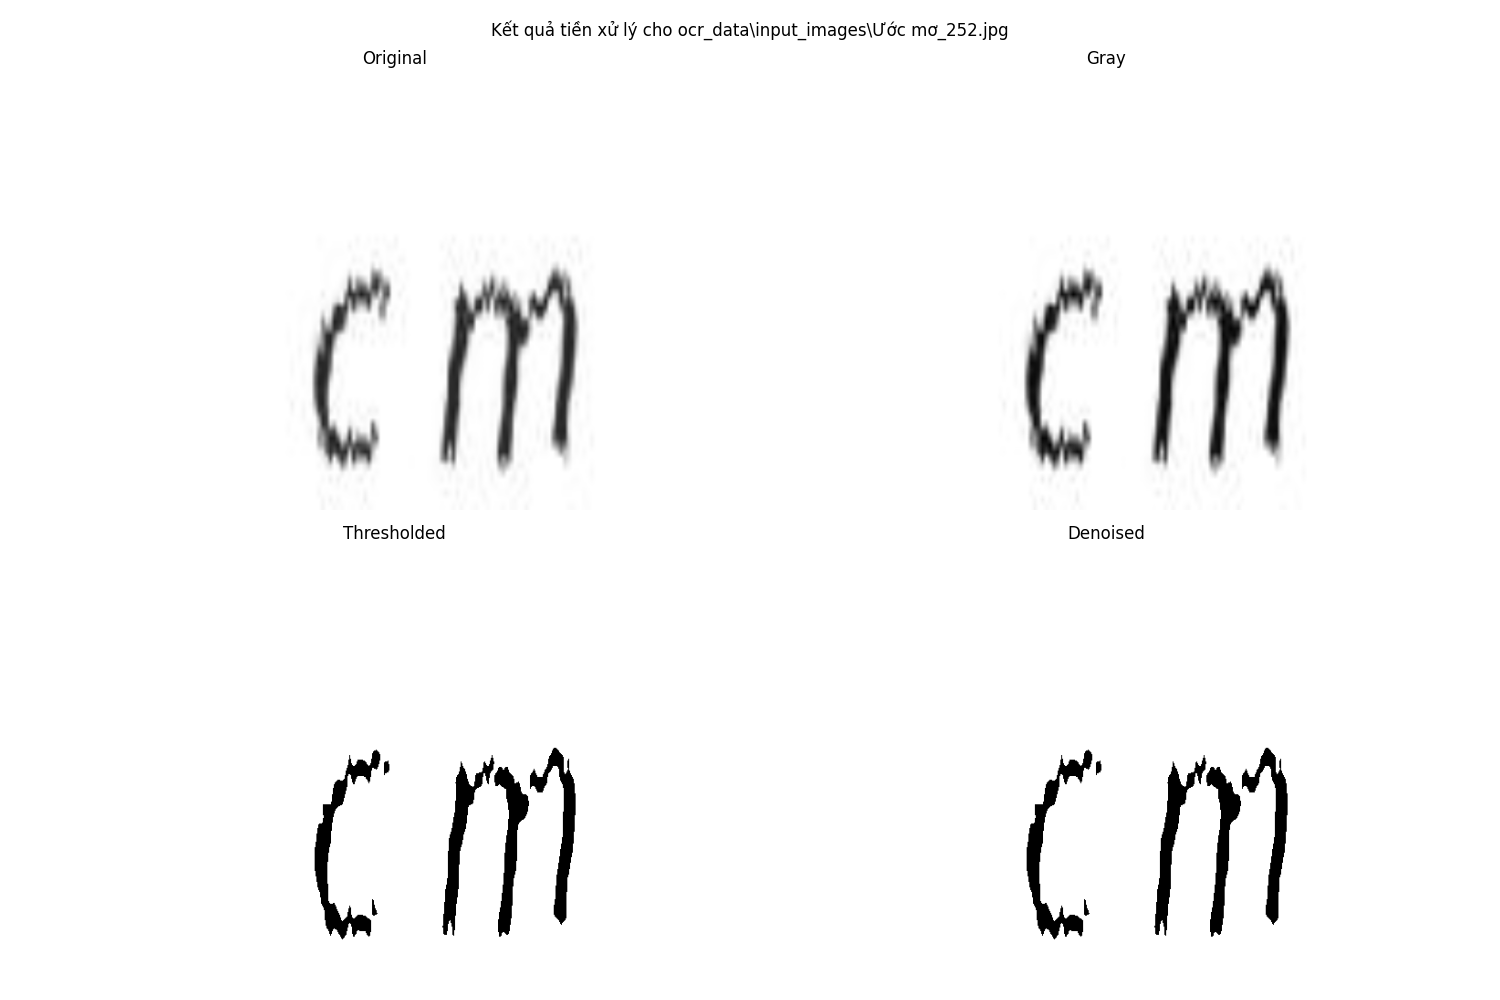 Kết quả tiền xử lý cho ocr_data\input_images\Ước mơ_252.jpg
Original
Gray
cm
cm
Thresholded
Denoised
cm
cm